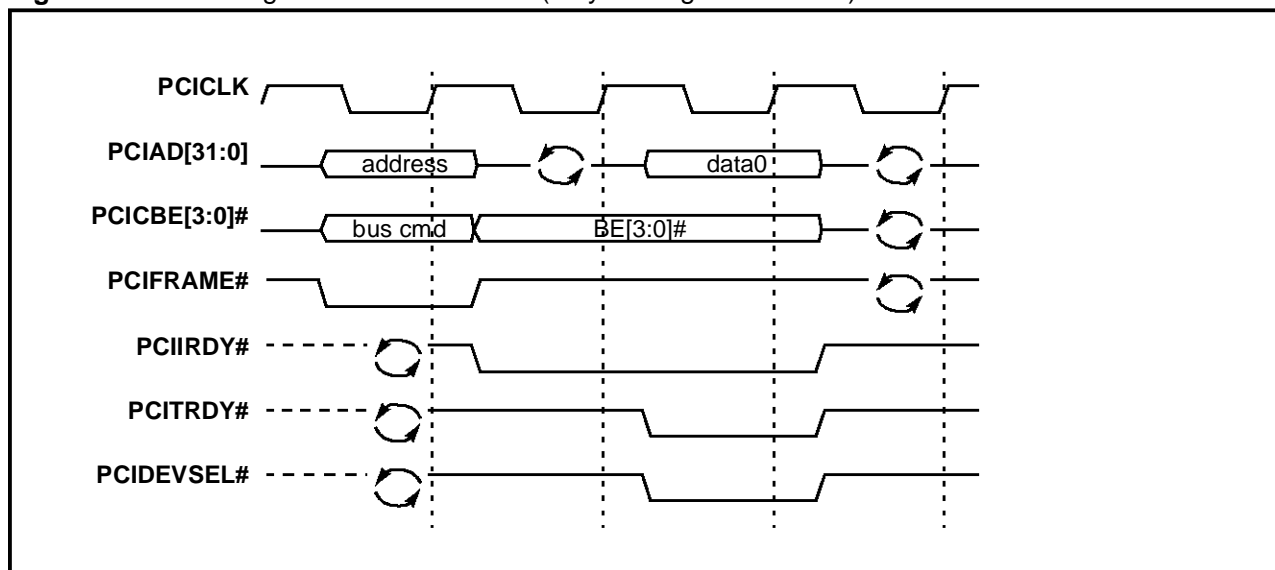 PCICLK
PCIAD[31:0] address data0
PCICBE[3:0]# bus cmd BE[3:0]#
PCIFRAME#
PCIIRDY#
PCITRDY#
PCIDEVSEL#